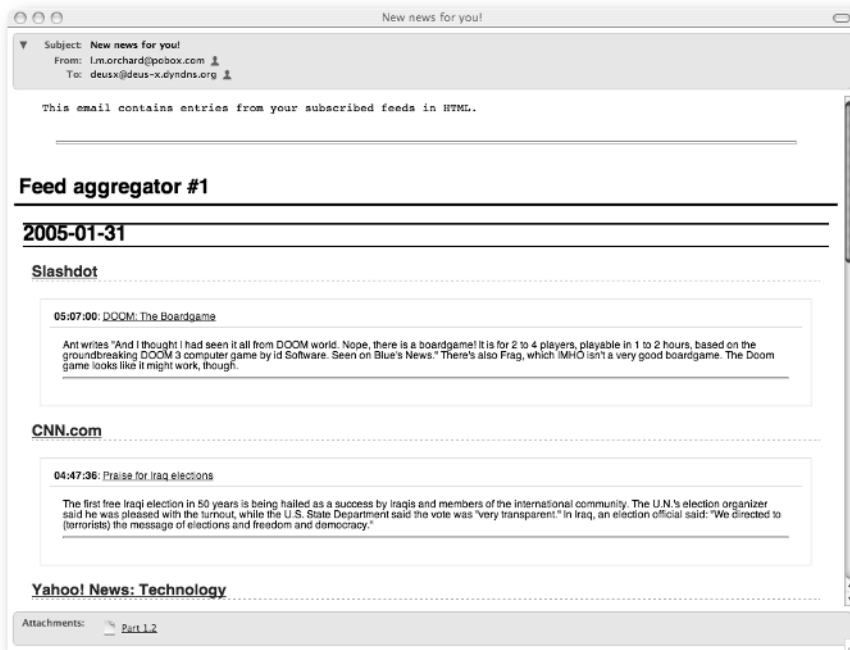 New news for you!
Subject: New news for you!
From: l.m.orchard@pobox.com
To: deusx@deus-x.dyndns.org
This email contains entries from your subscribed feeds in HTML.
Feed aggregator #1
2005-01-31
Slashdot
05:07:00: DOOM: The Boardgame
Ant writes "And I thought I had seen it all from DOOM world. Nope, there is a boardgame! It is for 2 to 4 players, playable in 1 to 2 hours, based on the
groundbreaking DOOM 3 computer game by id Software. Seen on Blue's News." There's also Frag, which IMHO isn't a very good boardgame. The Doom
game looks like it might work, though.
CNN.com
04:47:36: Praise for Iraq elections
The first free Iraqi election in 50 years is being hailed as a success by Iraqis and members of the international community. The U.N.'s election organizer
said he was pleased with the turnout, while the U.S. State Department said the vote was "very transparent." In Iraq, an election official said: "We directed to
(terrorists) the message of elections and freedom and democracy."
Yahoo! News: Technology
Attachments: Part 1.2